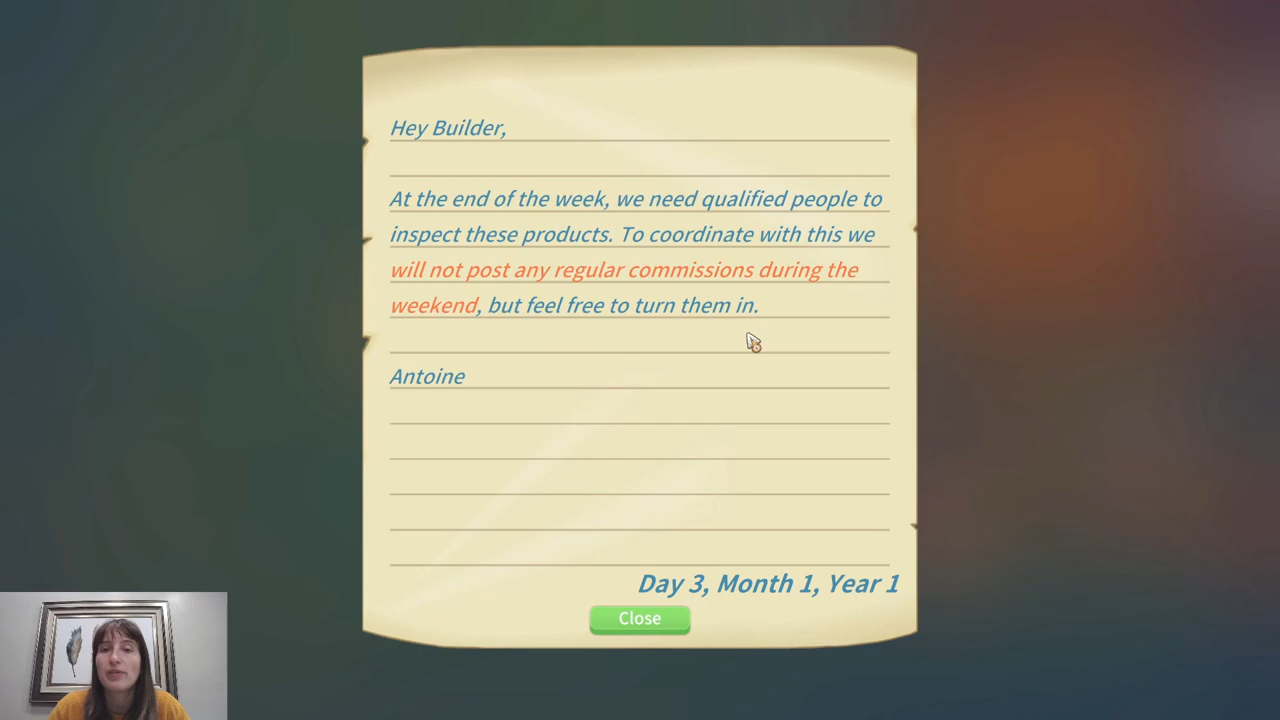 Hey Builder,
At the end of the week, we need qualified people to
inspect these products. To coordinate with this we
will not post any regular commissions during the
weekend, but feel free to turn them in.
Antoine
Day 3, Month 1, Year 1
Close